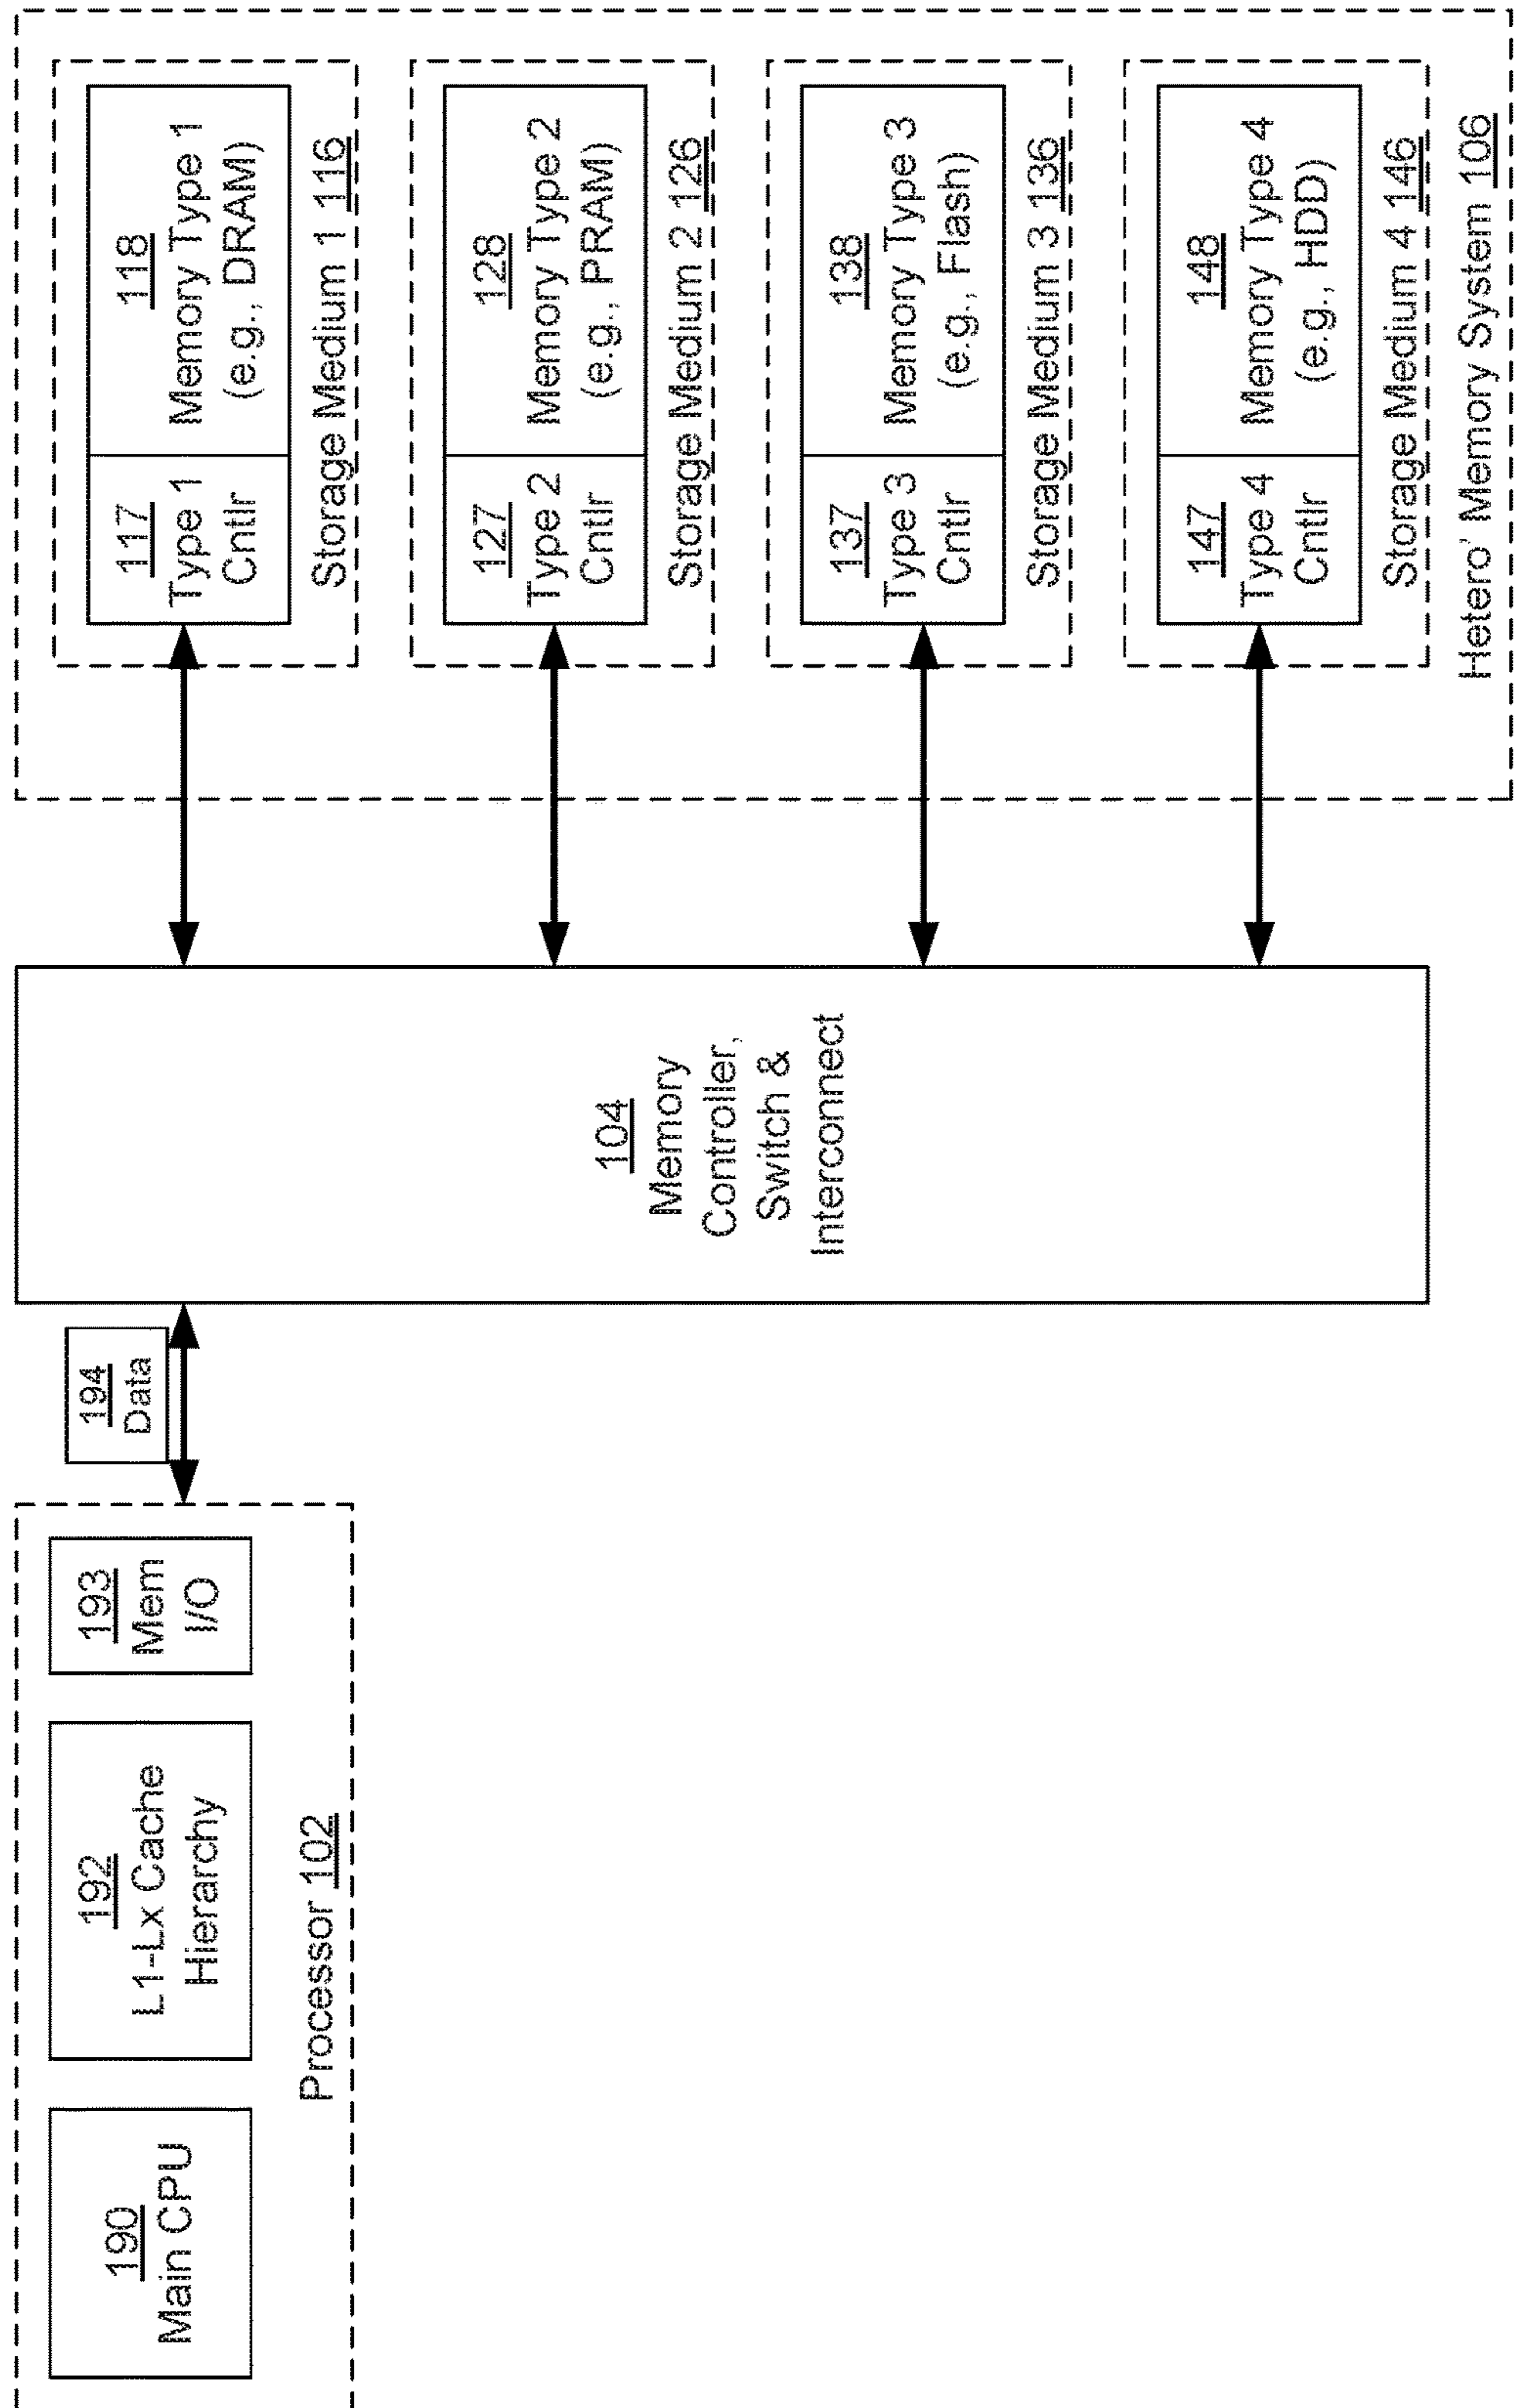 190
Main CPU
192
L1-Lx Cache
Hierarchy
193
Mem
I/O
Processor 102
194
Data
104
Memory
Controller,
Switch &
Interconnect
117
Type 1
Cntlr
118
Memory Type 1
(e.g., DRAM)
Storage Medium 1 116
127
Type 2
Cntlr
128
Memory Type 2
(e.g., PRAM)
Storage Medium 2 126
137
Type 3
Cntlr
138
Memory Type 3
(e.g., Flash)
Storage Medium 3 136
147
Type 4
Cntlr
148
Memory Type 4
(e.g., HDD)
Storage Medium 4 146
Hetero' Memory System 106